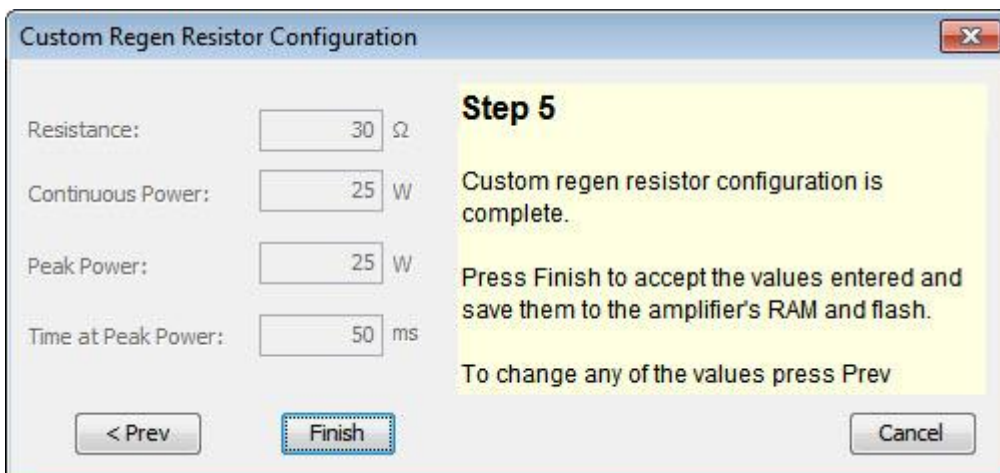 Custom Regen Resistor Configuration
Resistance: 30 Ω
Continuous Power: 25 W
Peak Power: 25 W
Time at Peak Power: 50 ms
Step 5
Custom regen resistor configuration is
complete.
Press Finish to accept the values entered and
save them to the amplifier's RAM and flash.
To change any of the values press Prev
< Prev
Finish
Cancel